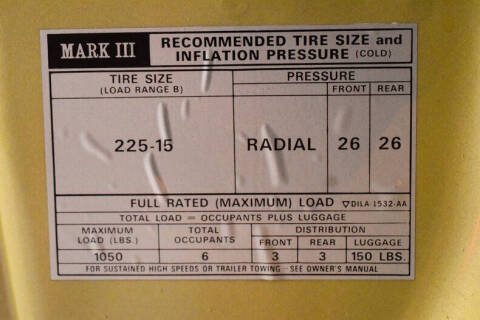 MARK III RECOMMENDED TIRE SIZE and
INFLATION PRESSURE (COLD)
TIRE SIZE PRESSURE
(LOAD RANGE B) FRONT REAR
225-15 RADIAL 26 26
FULL RATED (MAXIMUM) LOAD ▽DILA-1532-AA
TOTAL LOAD = OCCUPANTS PLUS LUGGAGE
MAXIMUM TOTAL DISTRIBUTION
LOAD (LBS.) OCCUPANTS FRONT REAR LUGGAGE
1050 6 3 3 150 LBS.
FOR SUSTAINED HIGH SPEEDS OR TRAILER TOWING - SEE OWNER'S MANUAL